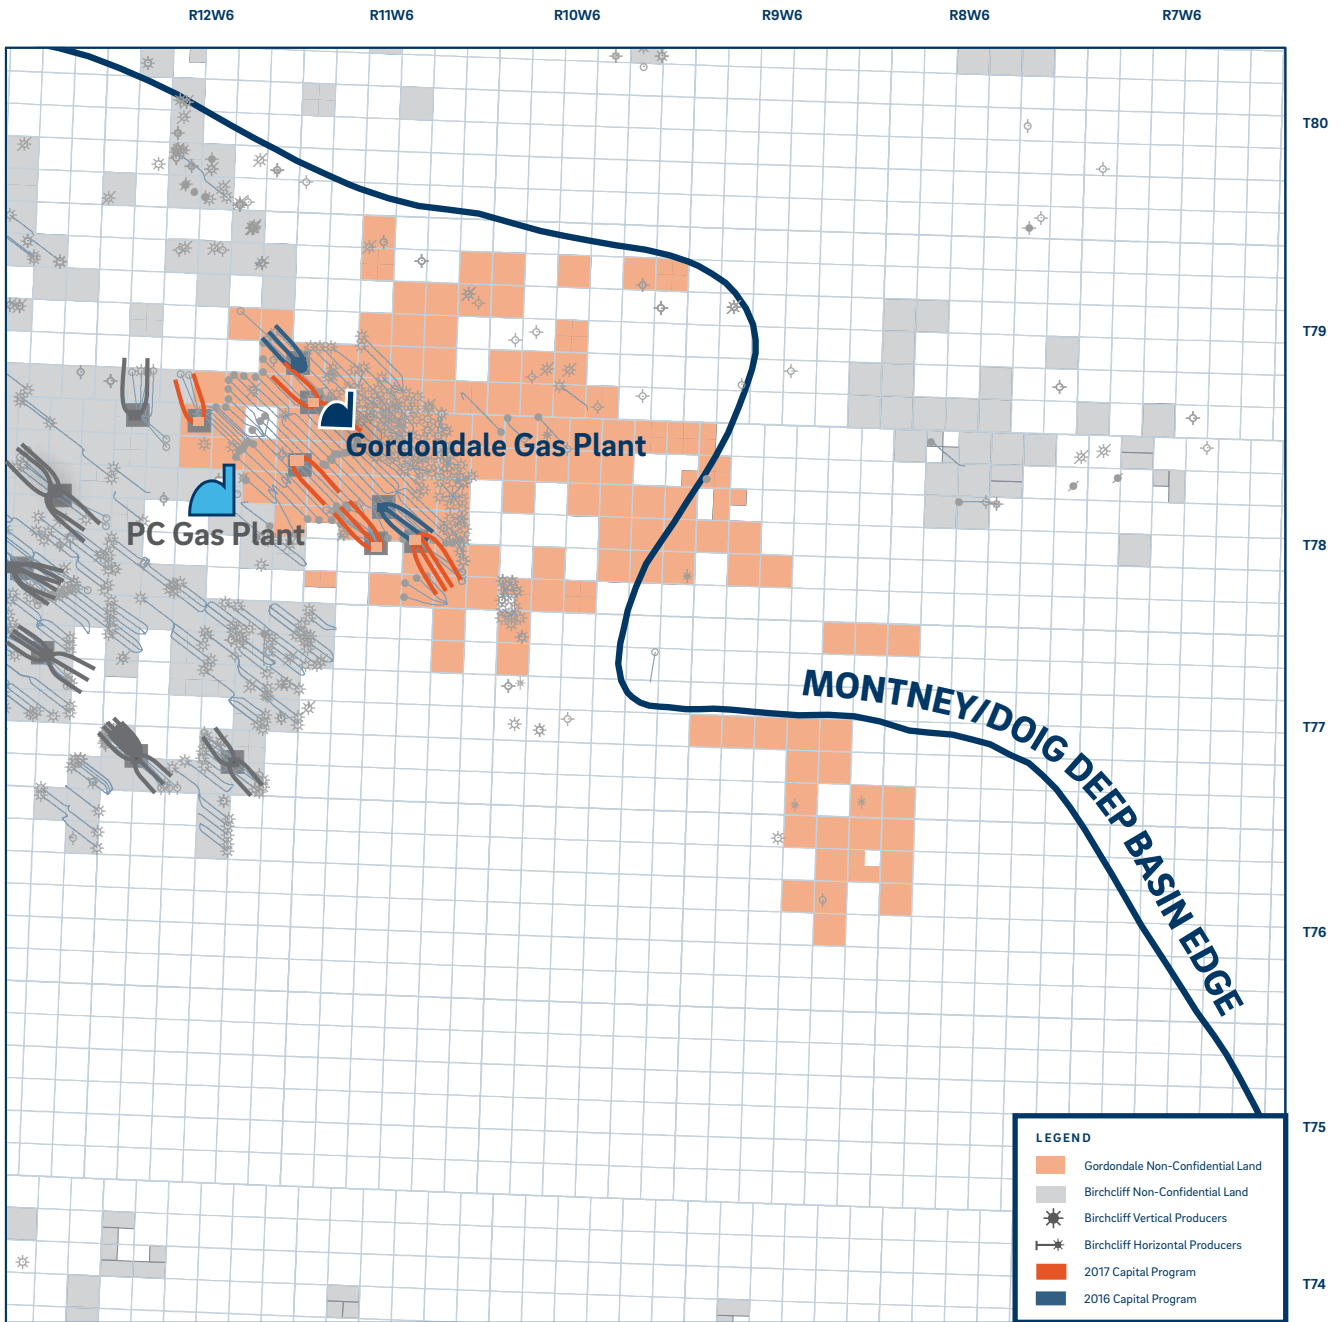 R12W6 R11W6 R10W6 R9W6 R8W6 R7W6
T80
T79
Gordondale Gas Plant
PC Gas Plant
T78
MONTNEY/DOIG DEEP BASIN EDGE
T77
T76
T75
LEGEND
Gordondale Non-Confidential Land
Birchcliff Non-Confidential Land
Birchcliff Vertical Producers
Birchcliff Horizontal Producers
2017 Capital Program
2016 Capital Program
T74